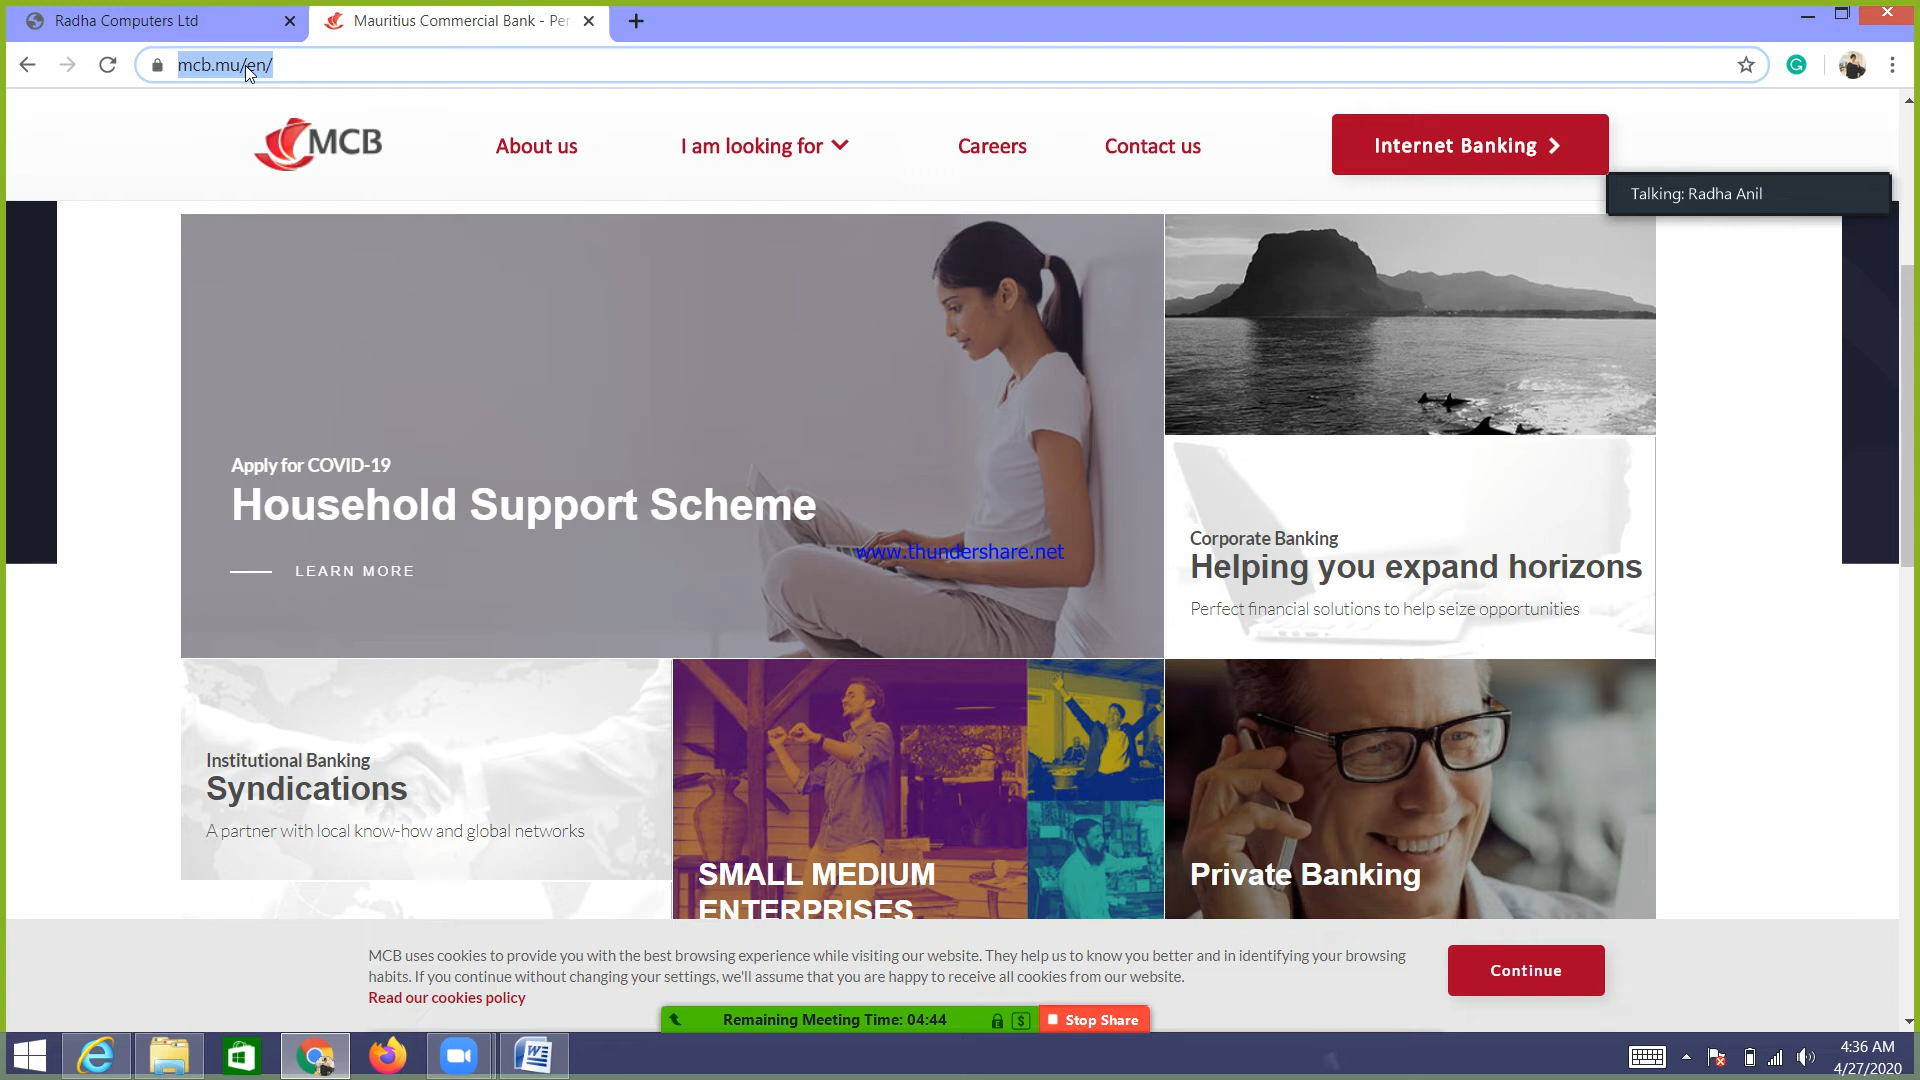 Radha Computers Ltd
Mauritius Commercial Bank - Per
mcb.mu/en/
MCB
About us
I am looking for
Careers
Contact us
Internet Banking
Talking: Radha Anil
Apply for COVID-19
Household Support Scheme
LEARN MORE
www.thundershare.net
Corporate Banking
Helping you expand horizons
Perfect financial solutions to help seize opportunities
Institutional Banking
Syndications
A partner with local know-how and global networks
SMALL MEDIUM
ENTERPRISES
Private Banking
MCB uses cookies to provide you with the best browsing experience while visiting our website. They help us to know you better and in identifying your browsing
habits. If you continue without changing your settings, we'll assume that you are happy to receive all cookies from our website.
Read our cookies policy
Continue
Remaining Meeting Time: 04:44
Stop Share
4:36 AM
4/27/2020